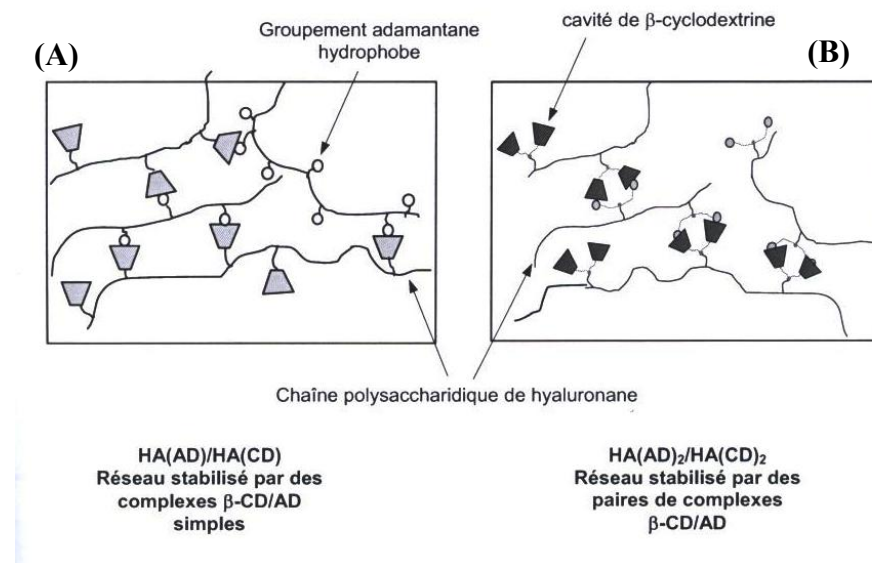 Groupement adamantane
hydrophobe
cavité de β-cyclodextrine
(A)
(B)
Chaîne polysaccharidique de hyaluronane
HA(AD)/HA(CD)
Réseau stabilisé par des
complexes β-CD/AD
simples
HA(AD)₂/HA(CD)₂
Réseau stabilisé par des
paires de complexes
β-CD/AD